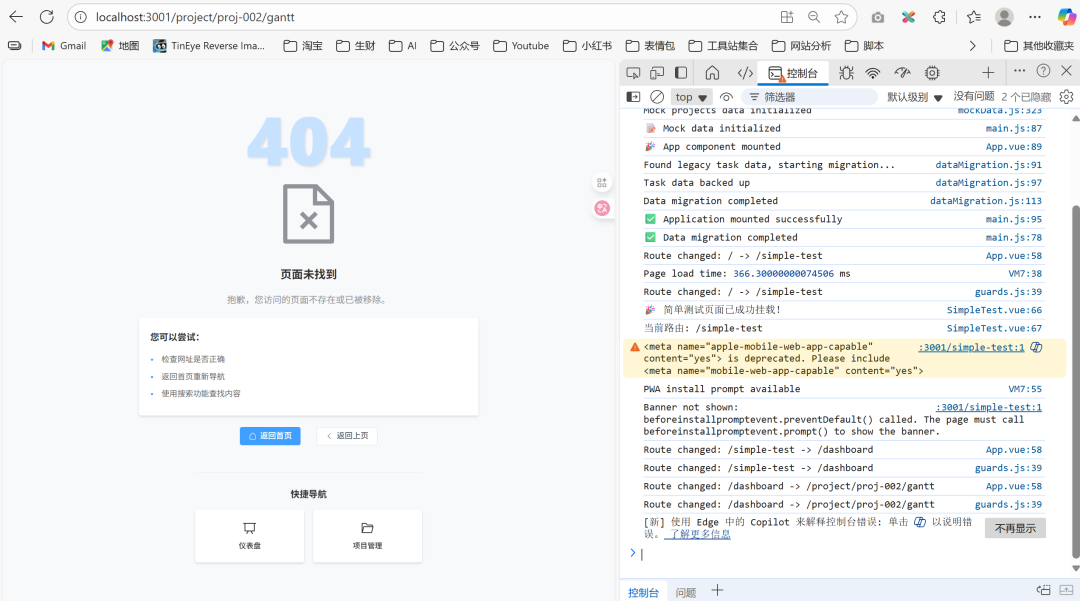 localhost:3001/project/proj-002/gantt
Gmail 地图 TinEye Reverse Ima... 淘宝 生财 AI 公众号 Youtube 小红书 表情包 工具站集合 网站分析 脚本 其他收藏夹
404
页面未找到
抱歉，您访问的页面不存在或已被移除。
您可以尝试：
• 检查网址是否正确
• 返回首页重新导航
• 使用搜索功能查找内容
返回首页 返回上页
快捷导航
仪表盘 项目管理
控制台
top 筛选器 默认级别 没有问题 2 个已隐藏
Mock projects data initialized mockData.js:323
Mock data initialized main.js:87
App component mounted App.vue:89
Found legacy task data, starting migration... dataMigration.js:91
Task data backed up dataMigration.js:97
Data migration completed dataMigration.js:113
Application mounted successfully main.js:95
Data migration completed main.js:78
Route changed: / -> /simple-test App.vue:58
Page load time: 366.30000000074506 ms VM7:38
Route changed: / -> /simple-test guards.js:39
简单测试页面已成功挂载! SimpleTest.vue:66
当前路由: /simple-test SimpleTest.vue:67
<meta name="apple-mobile-web-app-capable" :3001/simple-test:1
content="yes"> is deprecated. Please include
<meta name="mobile-web-app-capable" content="yes">
PWA install prompt available VM7:55
Banner not shown: :3001/simple-test:1
beforeinstallpromptevent.preventDefault() called. The page must call
beforeinstallpromptevent.prompt() to show the banner.
Route changed: /simple-test -> /dashboard App.vue:58
Route changed: /simple-test -> /dashboard guards.js:39
Route changed: /dashboard -> /project/proj-002/gantt App.vue:58
Route changed: /dashboard -> /project/proj-002/gantt guards.js:39
[新] 使用 Edge 中的 Copilot 来解释控制台错误: 单击 以说明错
误。 了解更多信息
不再显示
控制台 问题